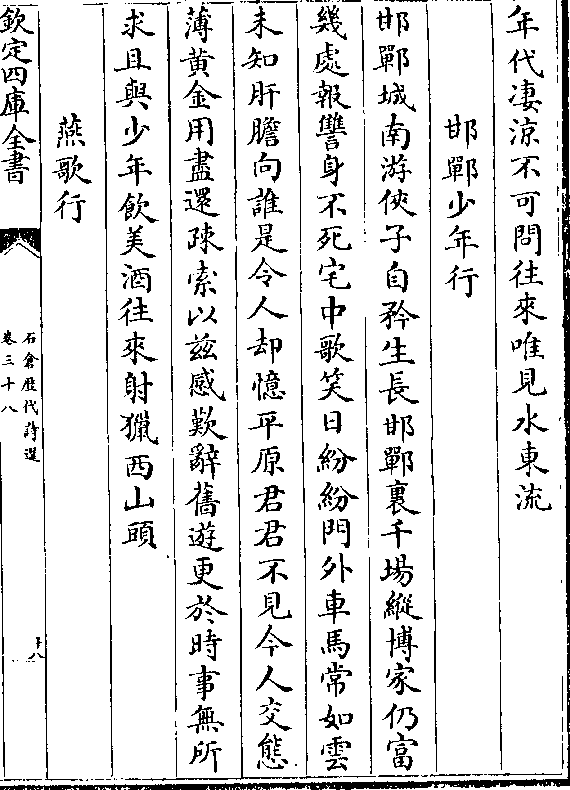 年代凄涼不可問往來唯見水東流
邯鄲少年行
邯鄲城南游俠子自矜生長邯鄲裏千場縱博家仍富
幾處報讐身不死宅中歌笑日紛紛門外車馬常如雲
未知肝膽向誰是令人却憶平原君君不見今人交態
薄黄金用盡還疎索以兹感歎辭舊遊更於時事無所
求且與少年飲美酒往來射獵西山頭
燕歌行
欽定四庫全書
石倉歴代詩選
卷三十八
十八